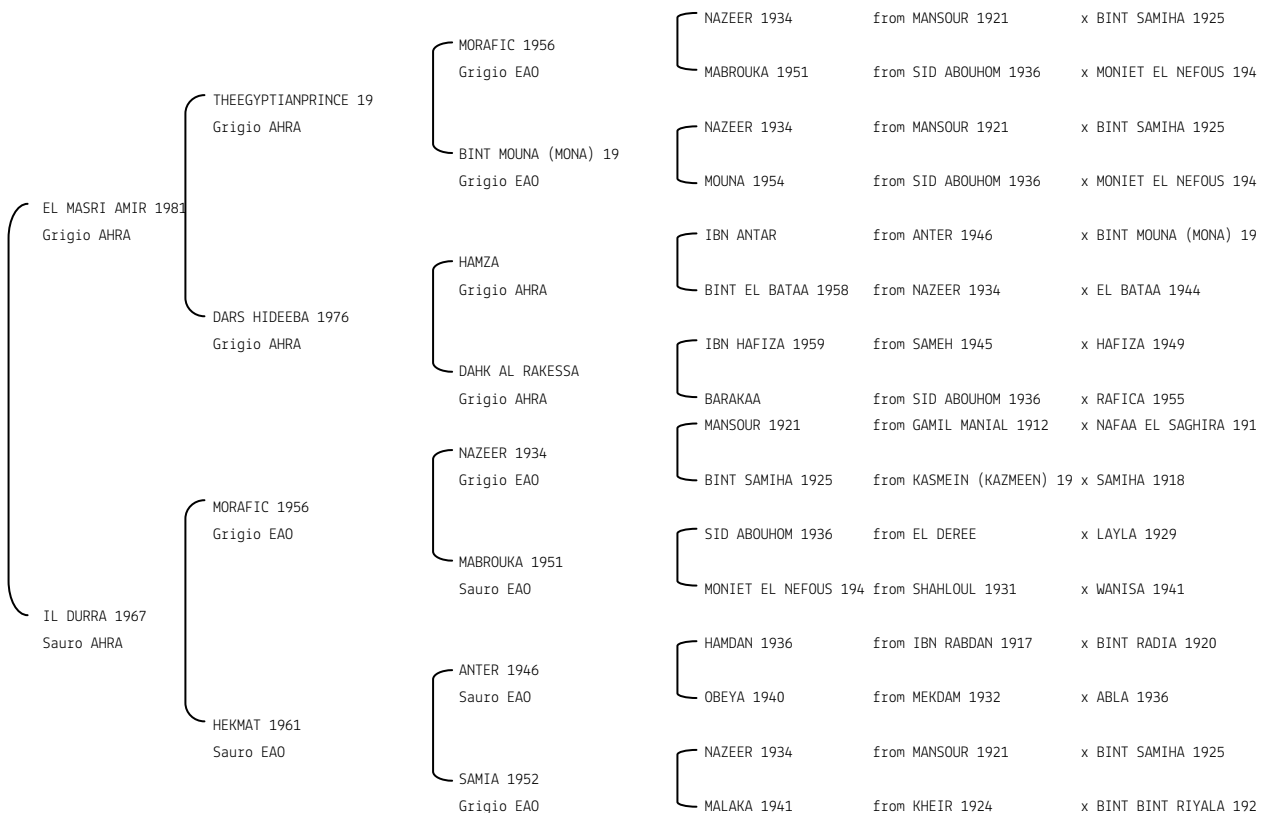 NAZEER 1934 from MANSOUR 1921 x BINT SAMIHA 1925
MORAFIC 1956
Grigio EAO
MABROUKA 1951 from SID ABOUHOM 1936 x MONIET EL NEFOUS 194
THEEGYPTIANPRINCE 19
Grigio AHRA
NAZEER 1934 from MANSOUR 1921 x BINT SAMIHA 1925
BINT MOUNA (MONA) 19
Grigio EAO
MOUNA 1954 from SID ABOUHOM 1936 x MONIET EL NEFOUS 194
EL MASRI AMIR 1981
Grigio AHRA
IBN ANTAR from ANTER 1946 x BINT MOUNA (MONA) 19
HAMZA
Grigio AHRA
BINT EL BATAA 1958 from NAZEER 1934 x EL BATAA 1944
DARS HIDEEBA 1976
Grigio AHRA
IBN HAFIZA 1959 from SAMEH 1945 x HAFIZA 1949
DAHK AL RAKESSA
Grigio AHRA
BARAKAA from SID ABOUHOM 1936 x RAFICA 1955
MANSOUR 1921 from GAMIL MANIAL 1912 x NAFAA EL SAGHIRA 191
NAZEER 1934
Grigio EAO
BINT SAMIHA 1925 from KASMEIN (KAZMEEN) 19 x SAMIHA 1918
MORAFIC 1956
Grigio EAO
SID ABOUHOM 1936 from EL DEREE x LAYLA 1929
MABROUKA 1951
Sauro EAO
MONIET EL NEFOUS 194 from SHAHLOUL 1931 x WANISA 1941
IL DURRA 1967
Sauro AHRA
HAMDAN 1936 from IBN RABDAN 1917 x BINT RADIA 1920
ANTER 1946
Sauro EAO
OBEYA 1940 from MEKDAM 1932 x ABLA 1936
HEKMAT 1961
Sauro EAO
NAZEER 1934 from MANSOUR 1921 x BINT SAMIHA 1925
SAMIA 1952
Grigio EAO
MALAKA 1941 from KHEIR 1924 x BINT BINT RIYALA 192